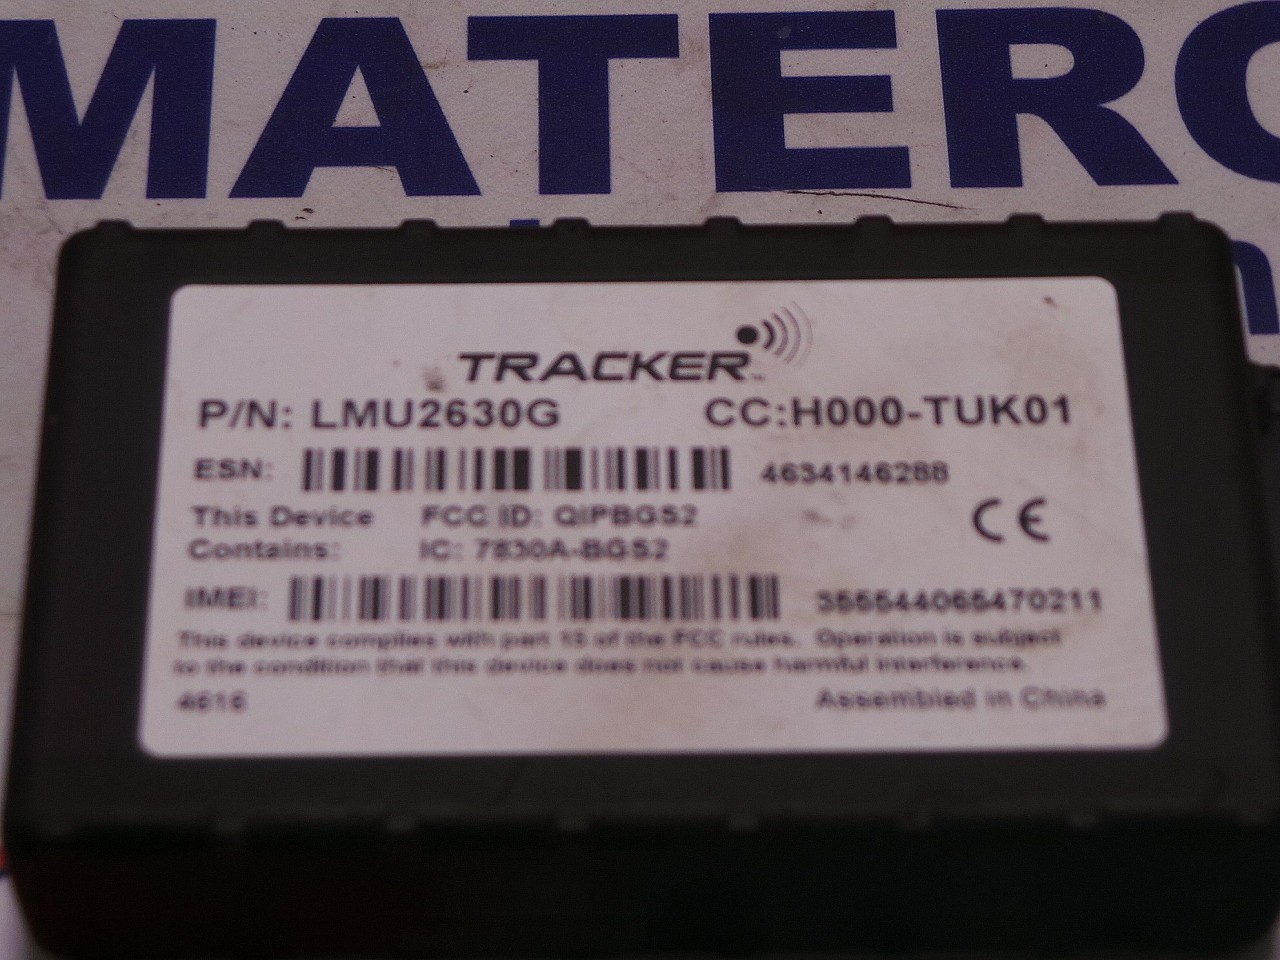 MATERO
TRACKER™
P/N: LMU2630G CC:H000-TUK01
ESN: 4634146288
This Device FCC ID: QIPBGS2
Contains: IC: 7830A-BGS2
IMEI: 355544065470211
This device complies with part 15 of the FCC rules. Operation is subject
to the condition that this device does not cause harmful interference.
4616 Assembled in China
CE